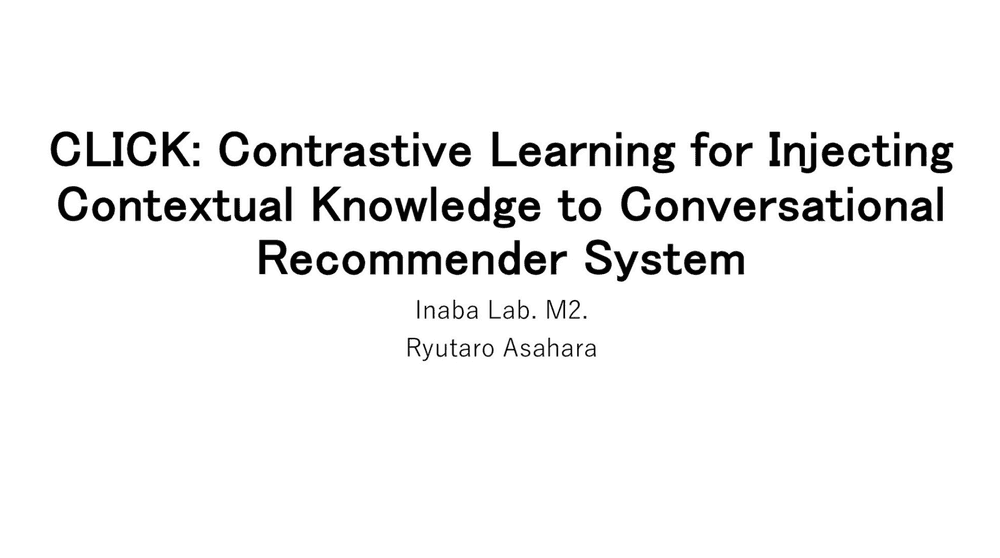 CLICK: Contrastive Learning for Injecting
Contextual Knowledge to Conversational
Recommender System
Inaba Lab. M2.
Ryutaro Asahara